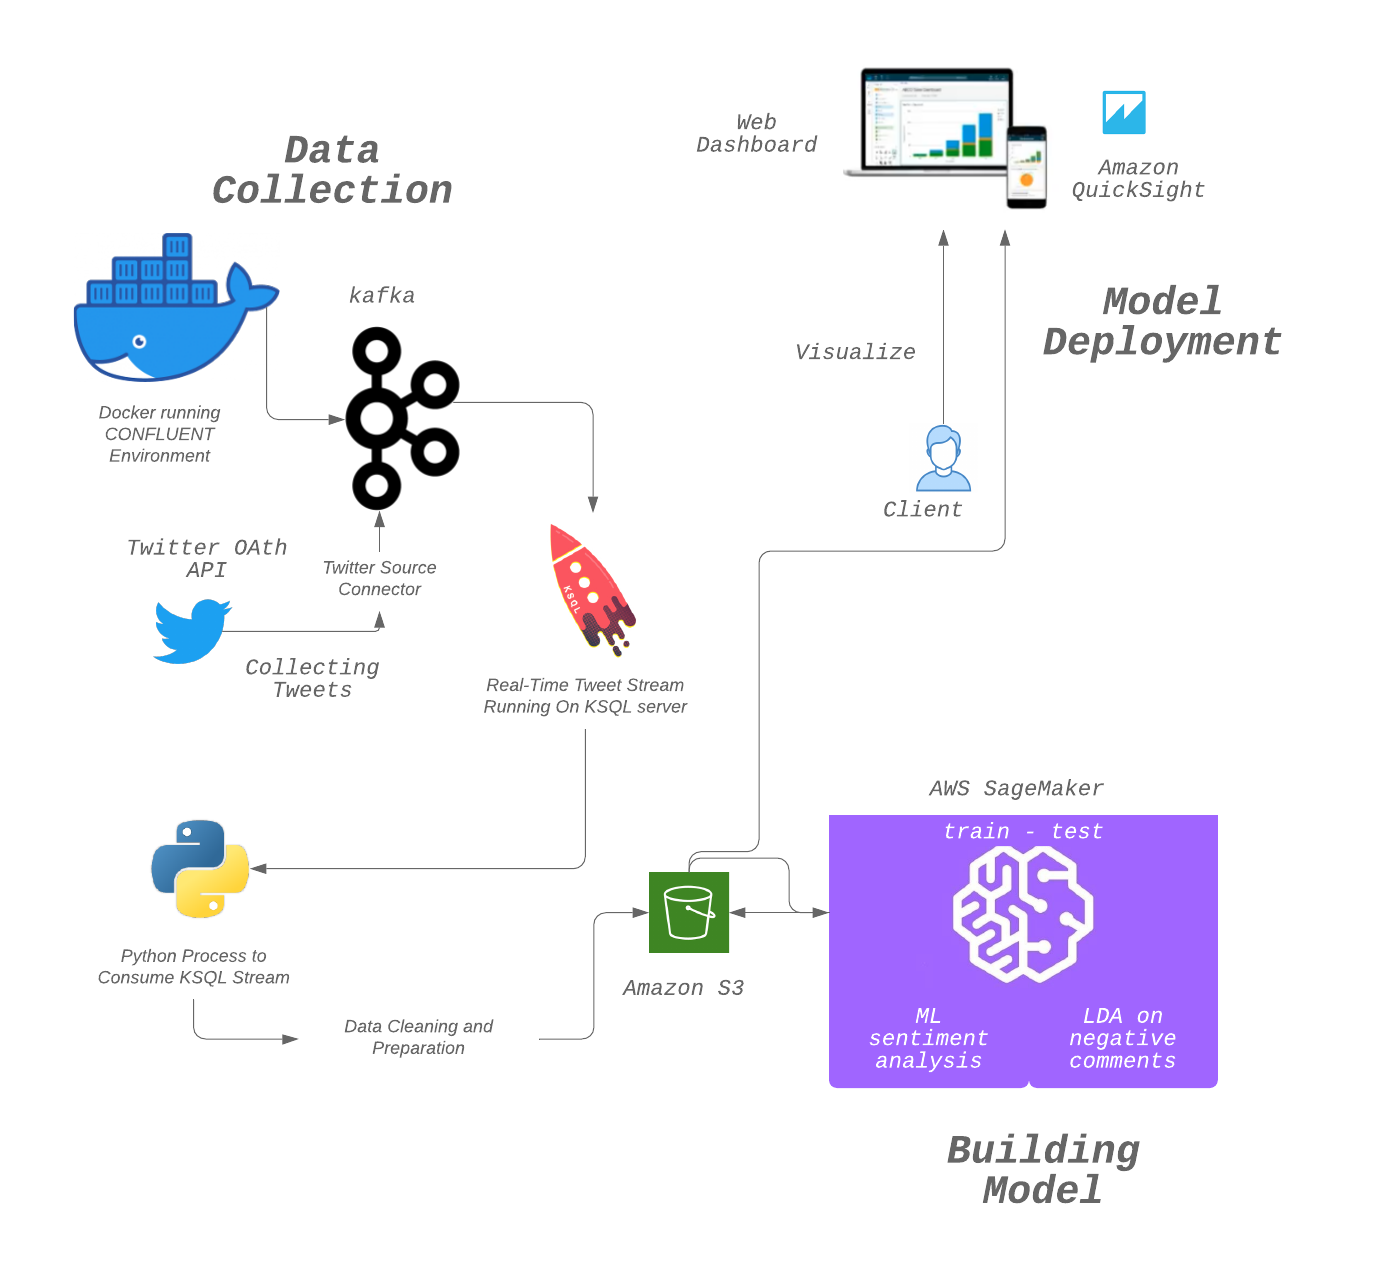 Data
Collection
Web
Dashboard
Amazon
QuickSight
kafka
Model
Deployment
Visualize
Docker running
CONFLUENT
Environment
Client
Twitter OAth
API
Twitter Source
Connector
KSQL
Collecting
Tweets
Real-Time Tweet Stream
Running On KSQL server
AWS SageMaker
train - test
Python Process to
Consume KSQL Stream
Amazon S3
Data Cleaning and
Preparation
ML
sentiment
analysis
LDA on
negative
comments
Building
Model